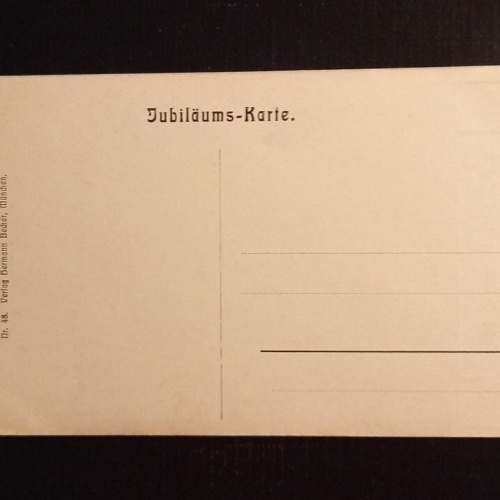 Jubiläums-Karte.
Nr. 48. Verlag Hermann Becker, München.